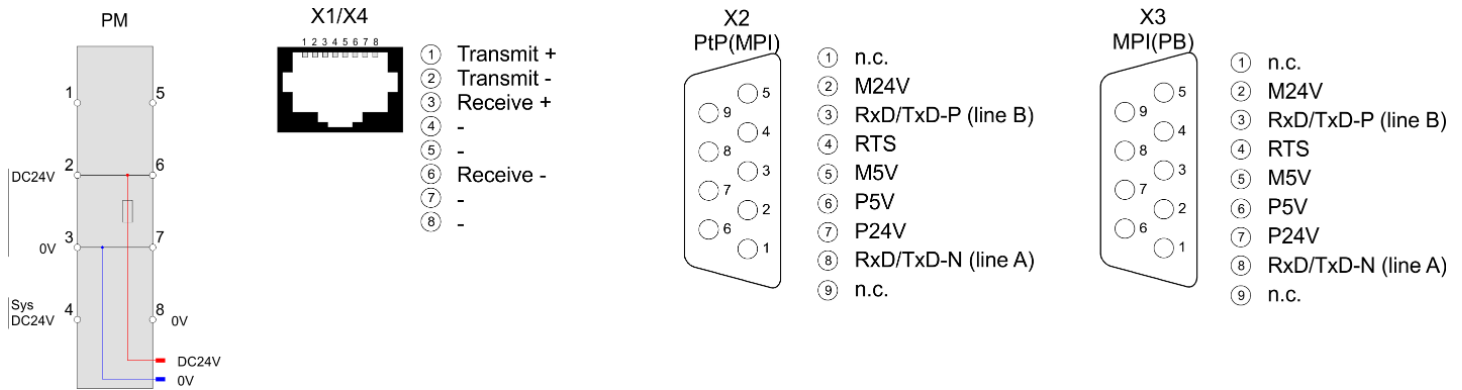 PM
1
5
2
6
DC24V
3
7
0V
Sys
DC24V
4
8
0V
DC24V
0V
X1/X4
1 2 3 4 5 6 7 8
1 Transmit +
2 Transmit -
3 Receive +
4 -
5 -
6 Receive -
7 -
8 -
X2
PtP(MPI)
5
9
4
8
3
7
2
6
1
1 n.c.
2 M24V
3 RxD/TxD-P (line B)
4 RTS
5 M5V
6 P5V
7 P24V
8 RxD/TxD-N (line A)
9 n.c.
X3
MPI(PB)
5
9
4
8
3
7
2
6
1
1 n.c.
2 M24V
3 RxD/TxD-P (line B)
4 RTS
5 M5V
6 P5V
7 P24V
8 RxD/TxD-N (line A)
9 n.c.